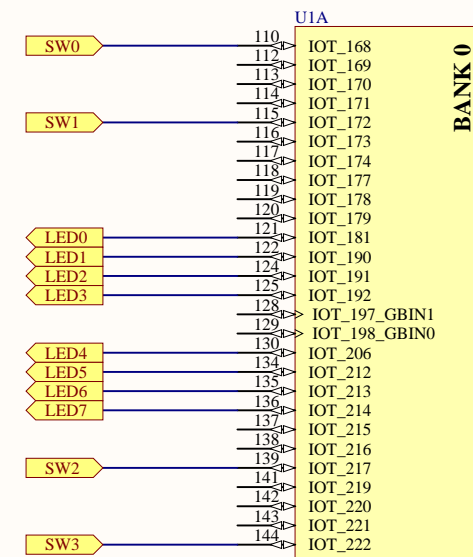 U1A
BANK 0
SW0 110 IOT_168
112 IOT_169
113 IOT_170
114 IOT_171
SW1 115 IOT_172
116 IOT_173
117 IOT_174
118 IOT_177
119 IOT_178
120 IOT_179
LED0 121 IOT_181
LED1 122 IOT_190
LED2 124 IOT_191
LED3 125 IOT_192
128 IOT_197_GBIN1
129 IOT_198_GBIN0
LED4 130 IOT_206
LED5 134 IOT_212
LED6 135 IOT_213
LED7 136 IOT_214
137 IOT_215
138 IOT_216
SW2 139 IOT_217
141 IOT_219
142 IOT_220
143 IOT_221
SW3 144 IOT_222